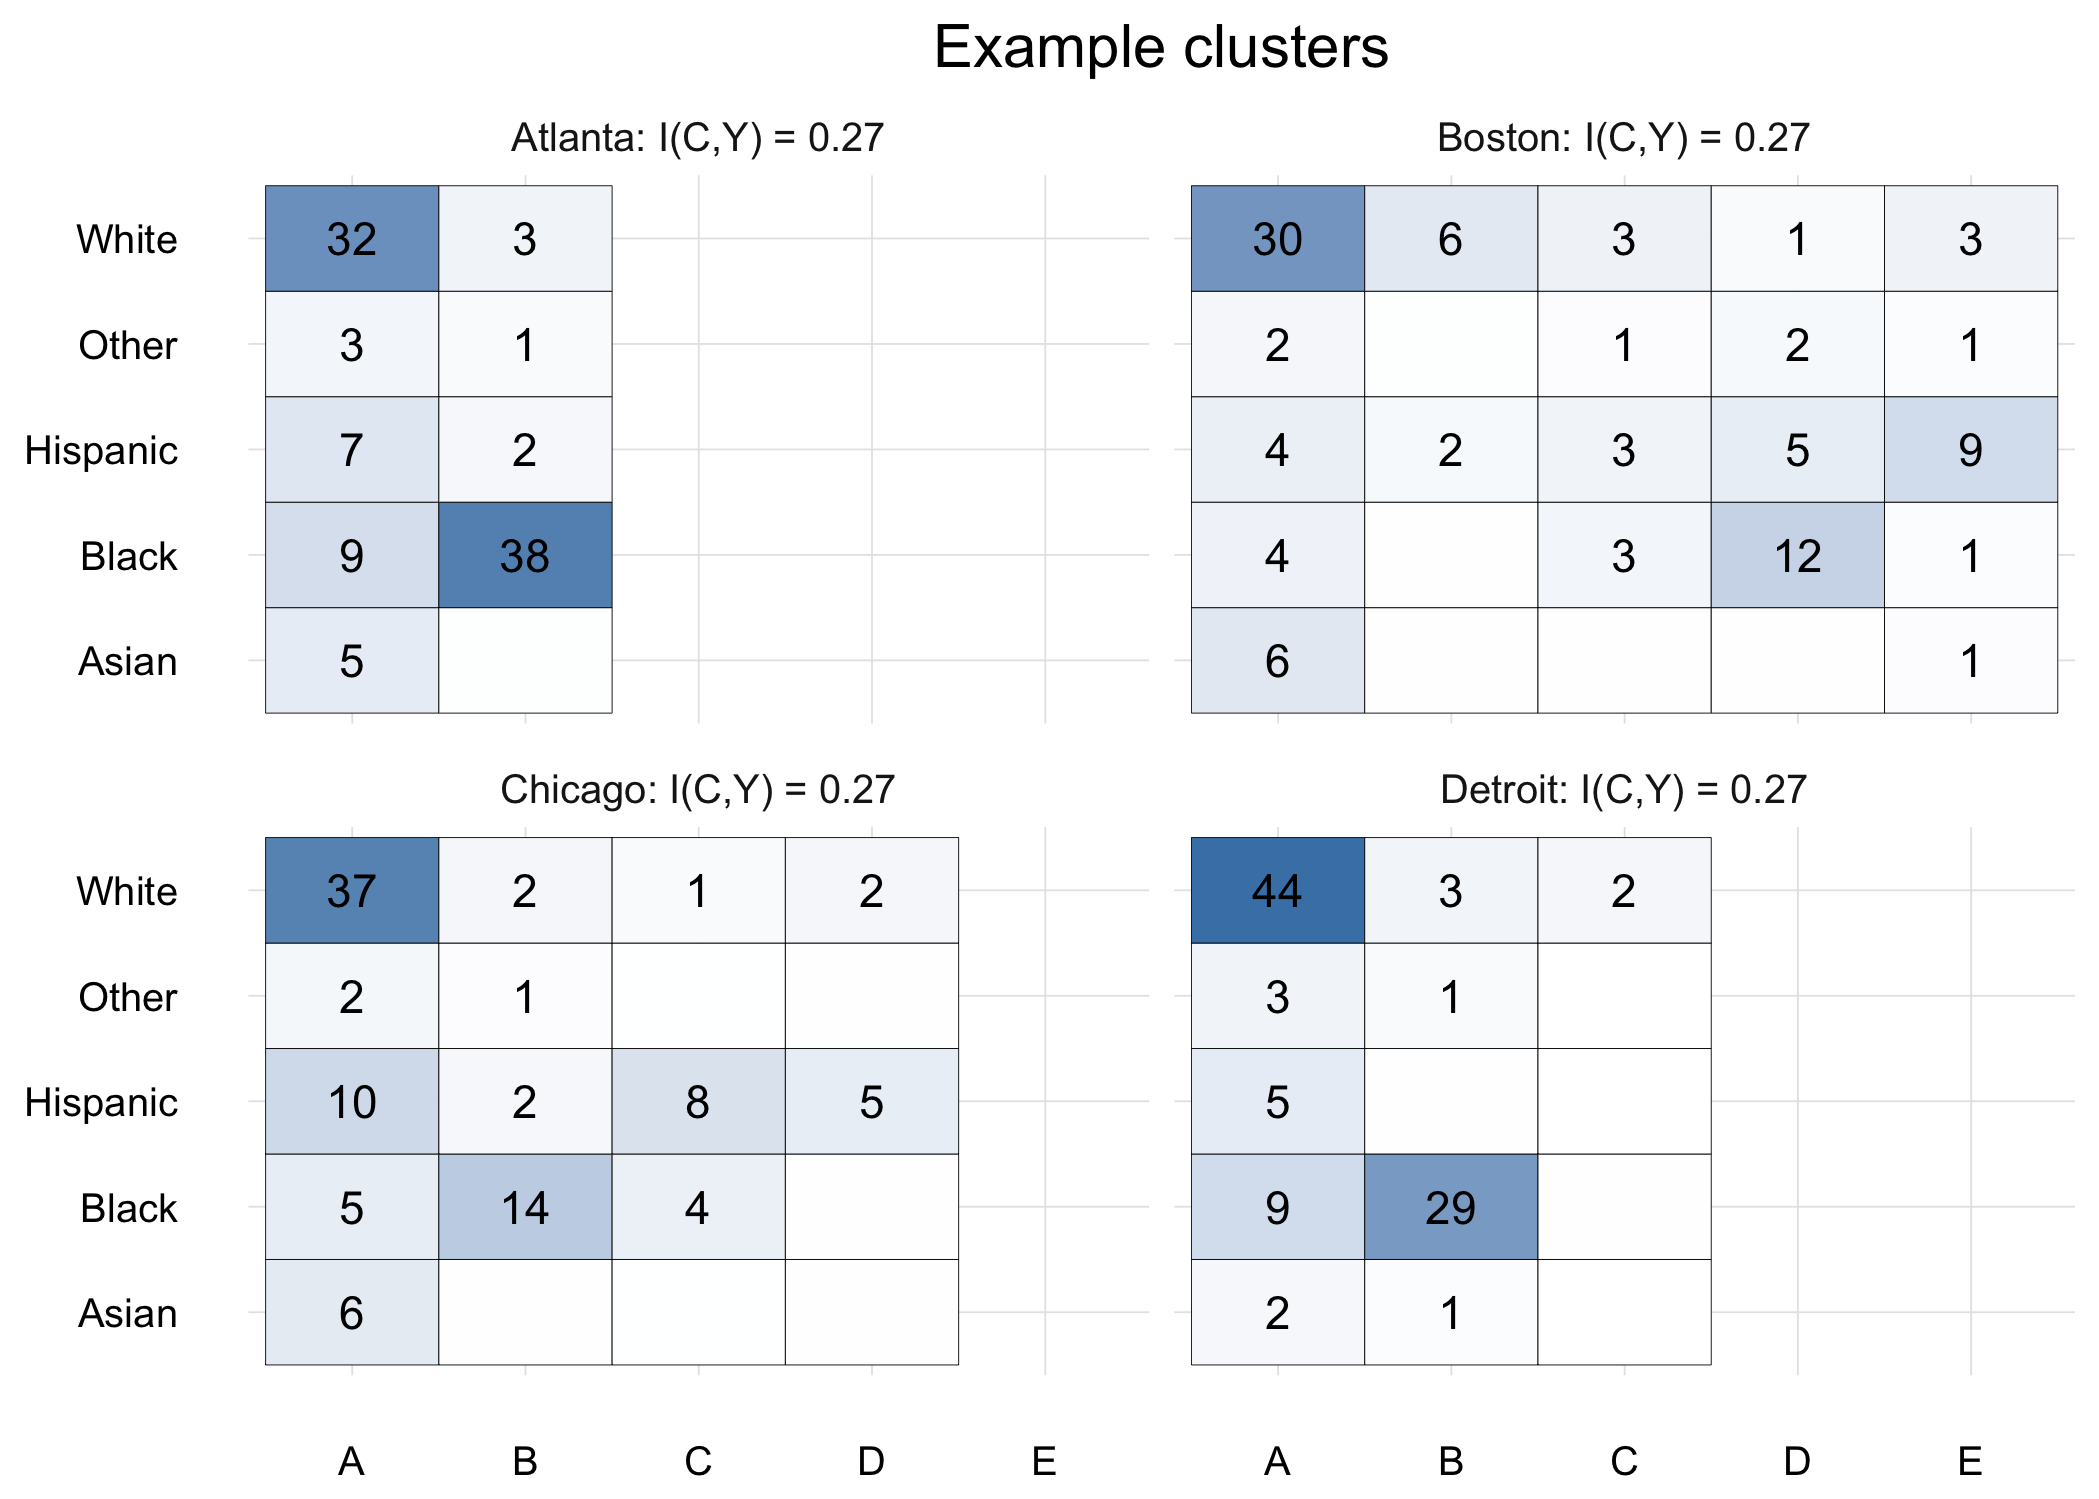 Example clusters
Atlanta: I(C,Y) = 0.27
White 32 3
Other 3 1
Hispanic 7 2
Black 9 38
Asian 5
Boston: I(C,Y) = 0.27
30 6 3 1 3
2 1 2 1
4 2 3 5 9
4 3 12 1
6 1
Chicago: I(C,Y) = 0.27
White 37 2 1 2
Other 2 1
Hispanic 10 2 8 5
Black 5 14 4
Asian 6
Detroit: I(C,Y) = 0.27
44 3 2
3 1
5
9 29
2 1
A B C D E
A B C D E